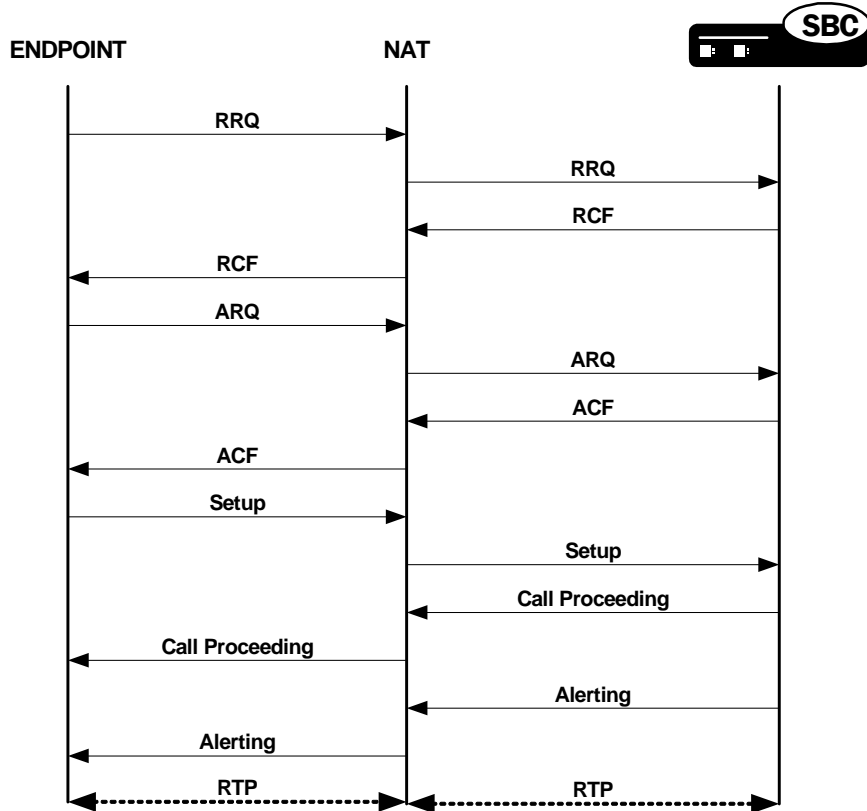 SBC
ENDPOINT NAT
RRQ
RRQ
RCF
RCF
ARQ
ARQ
ACF
ACF
Setup
Setup
Call Proceeding
Call Proceeding
Alerting
Alerting
RTP RTP